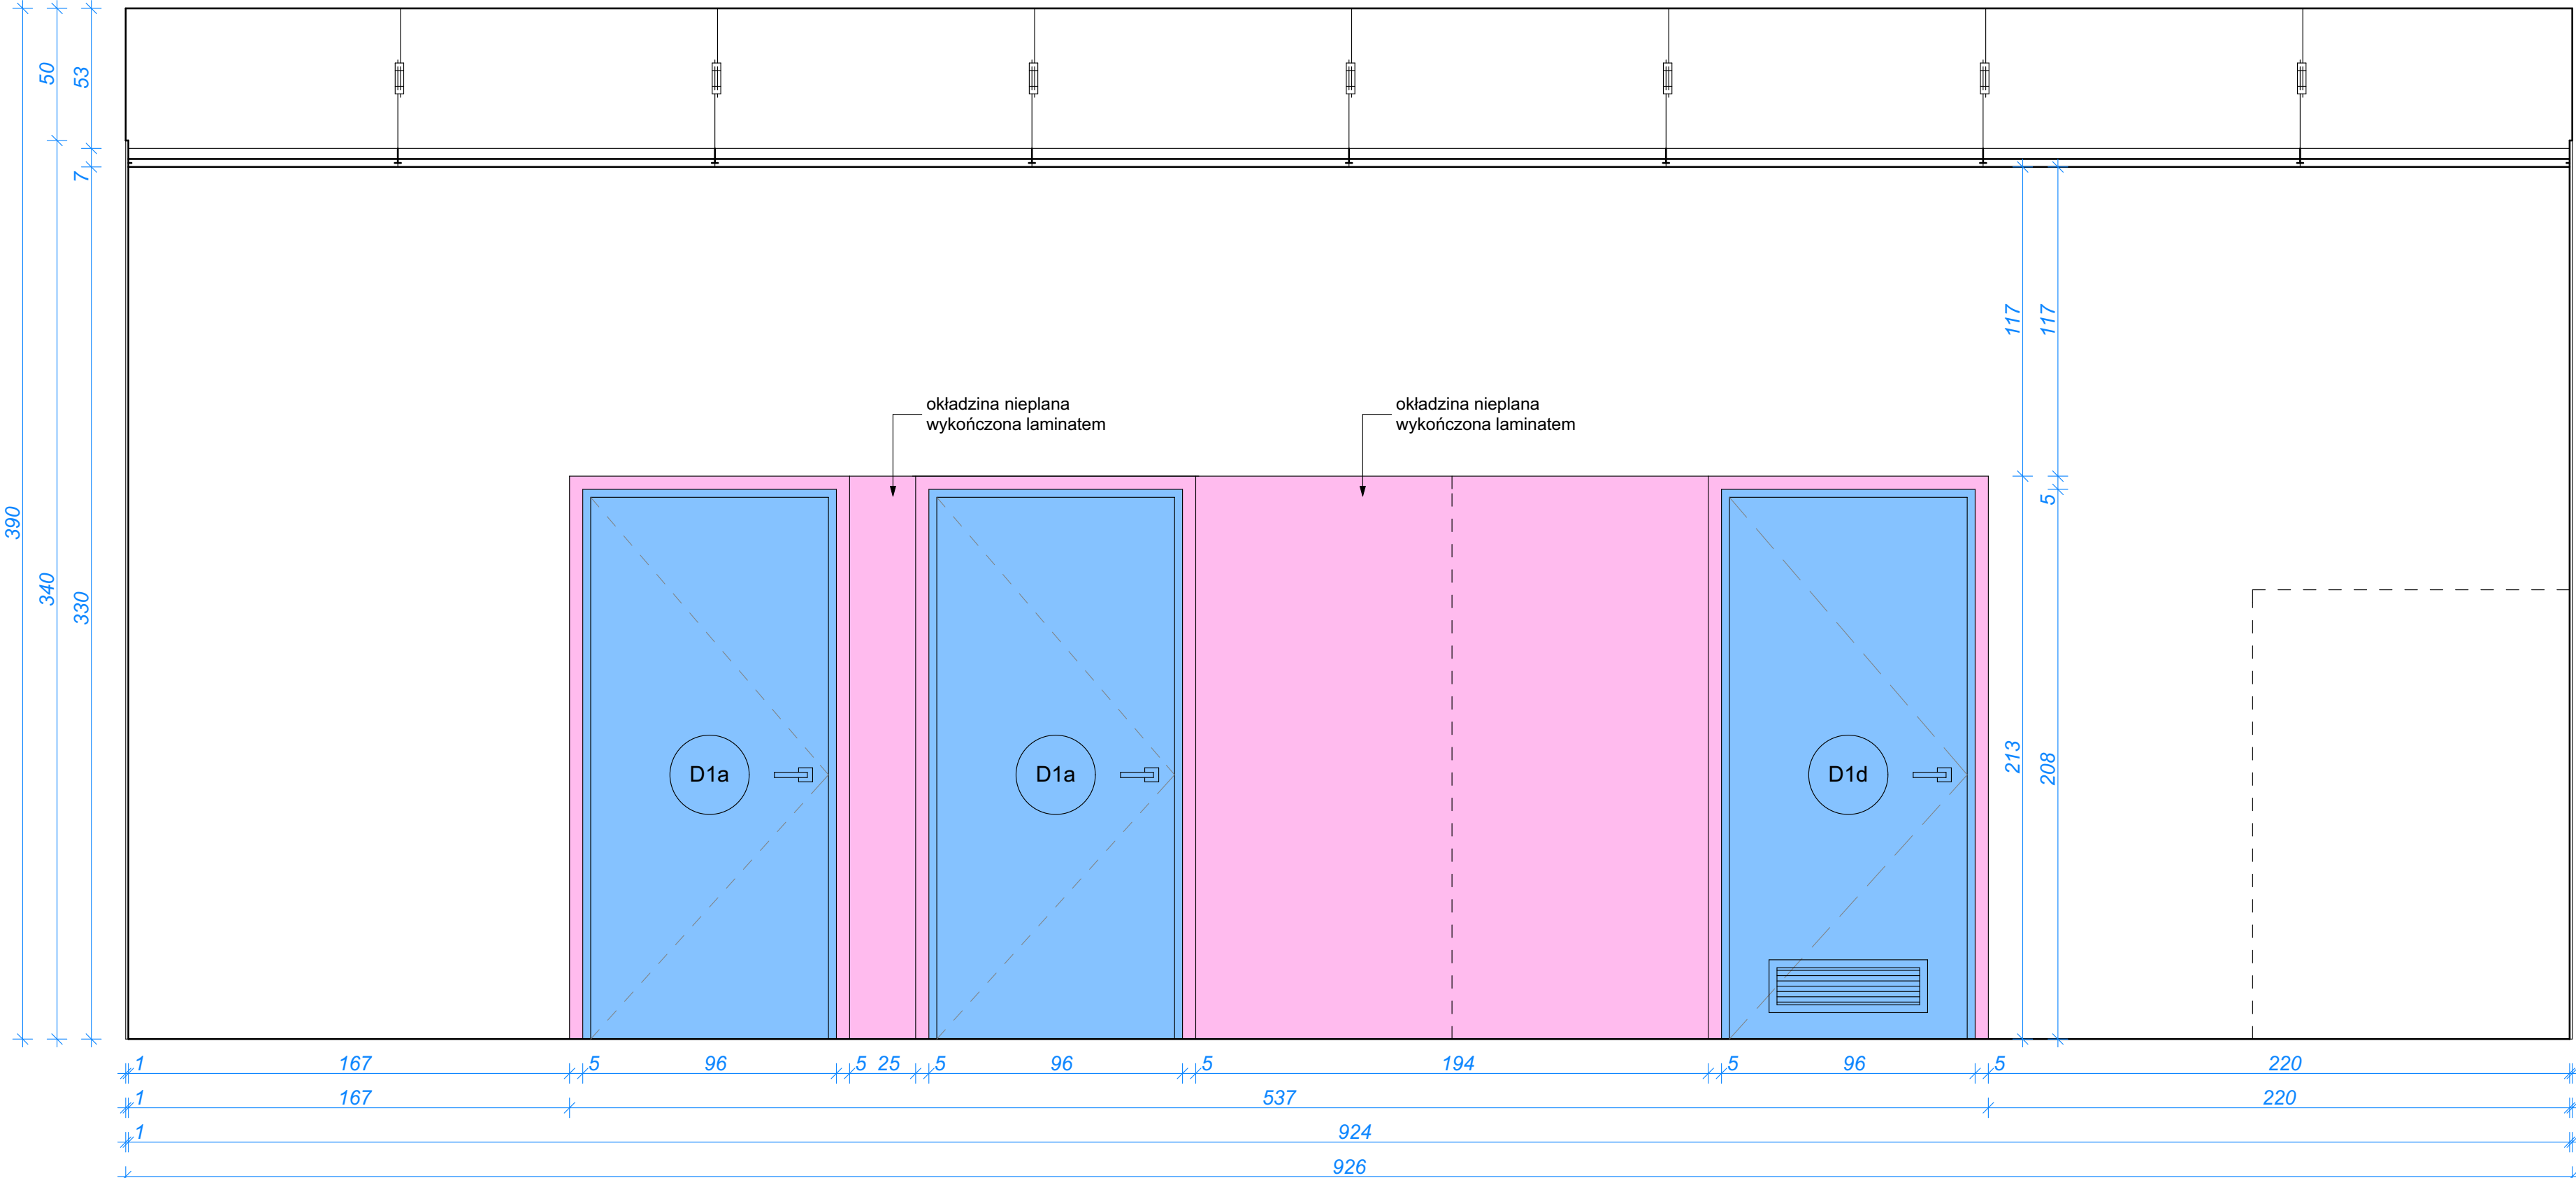 50
53
7
390
340
330
117
117
okładzina nieplana
wykończona laminatem
okładzina nieplana
wykończona laminatem
5
213
208
D1a
D1a
D1d
1 167 5 96 5 25 5 96 5 194 5 96 5 220
1 167 537 220
1 924
926